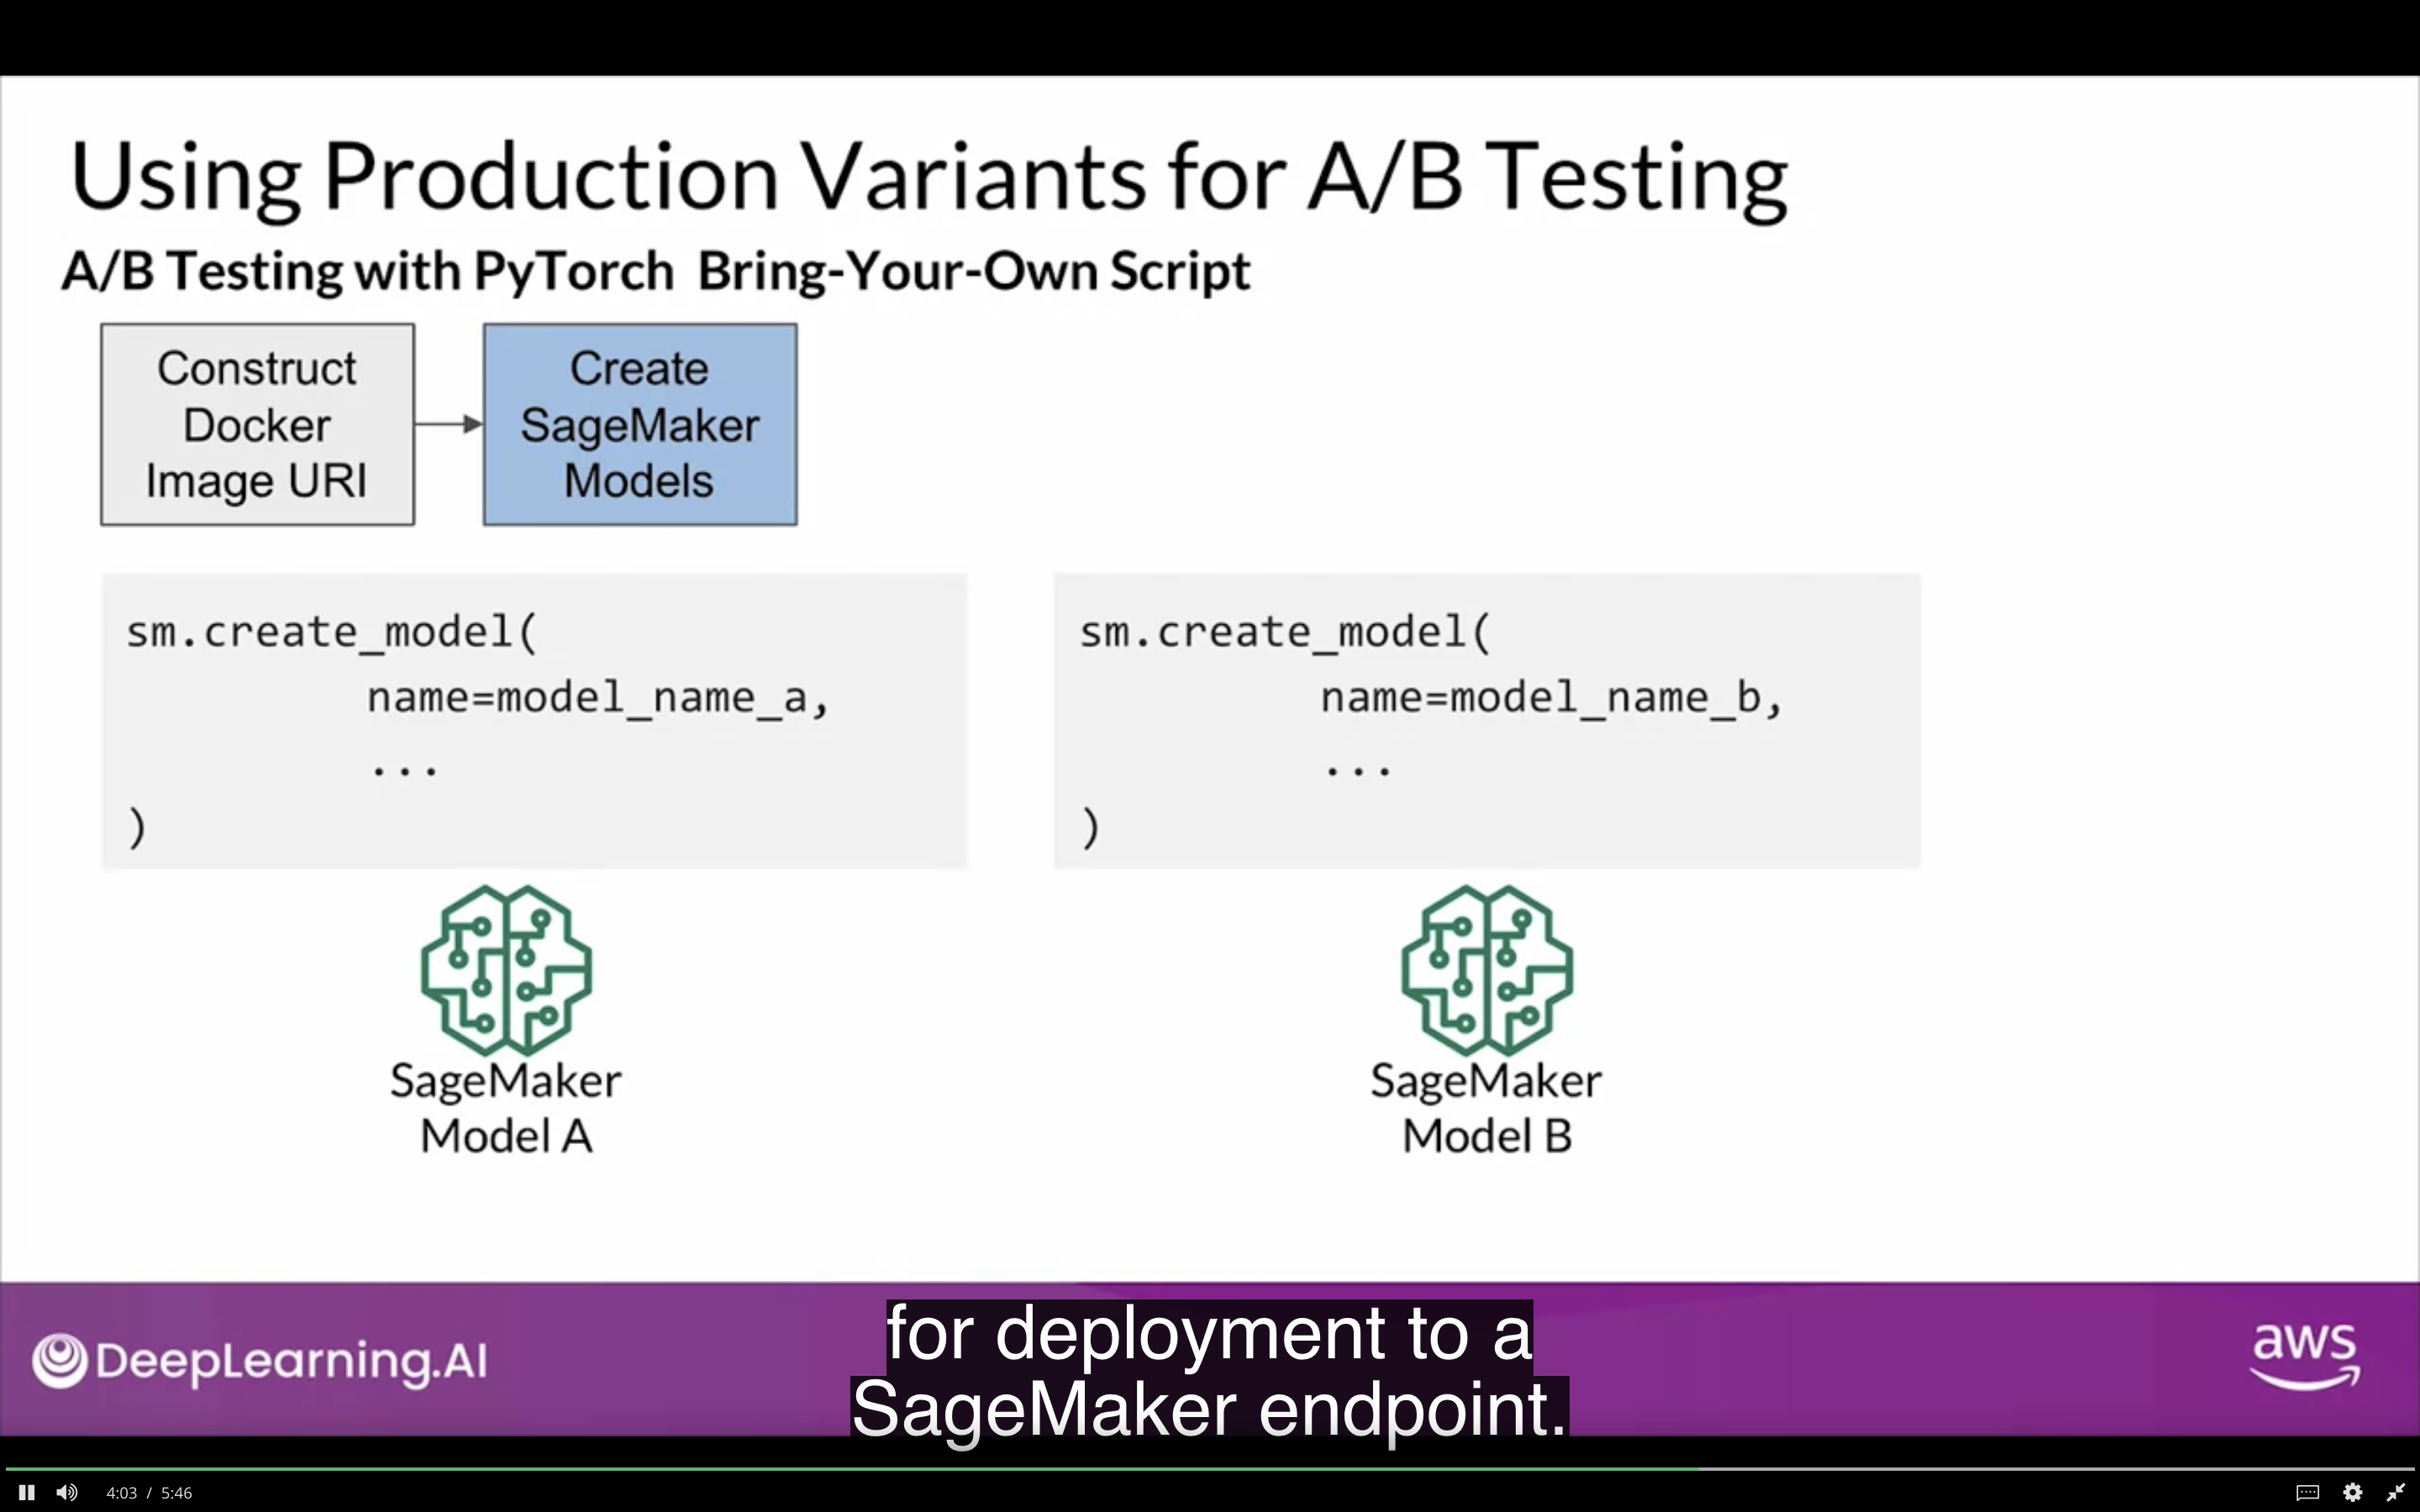 Using Production Variants for A/B Testing
A/B Testing with PyTorch Bring-Your-Own Script
Construct
Docker
Image URI
Create
SageMaker
Models
sm.create_model(
name=model_name_a,
...
)
sm.create_model(
name=model_name_b,
...
)
SageMaker
Model A
SageMaker
Model B
DeepLearning.AI
for deployment to a
SageMaker endpoint.
aws
4:03 / 5:46